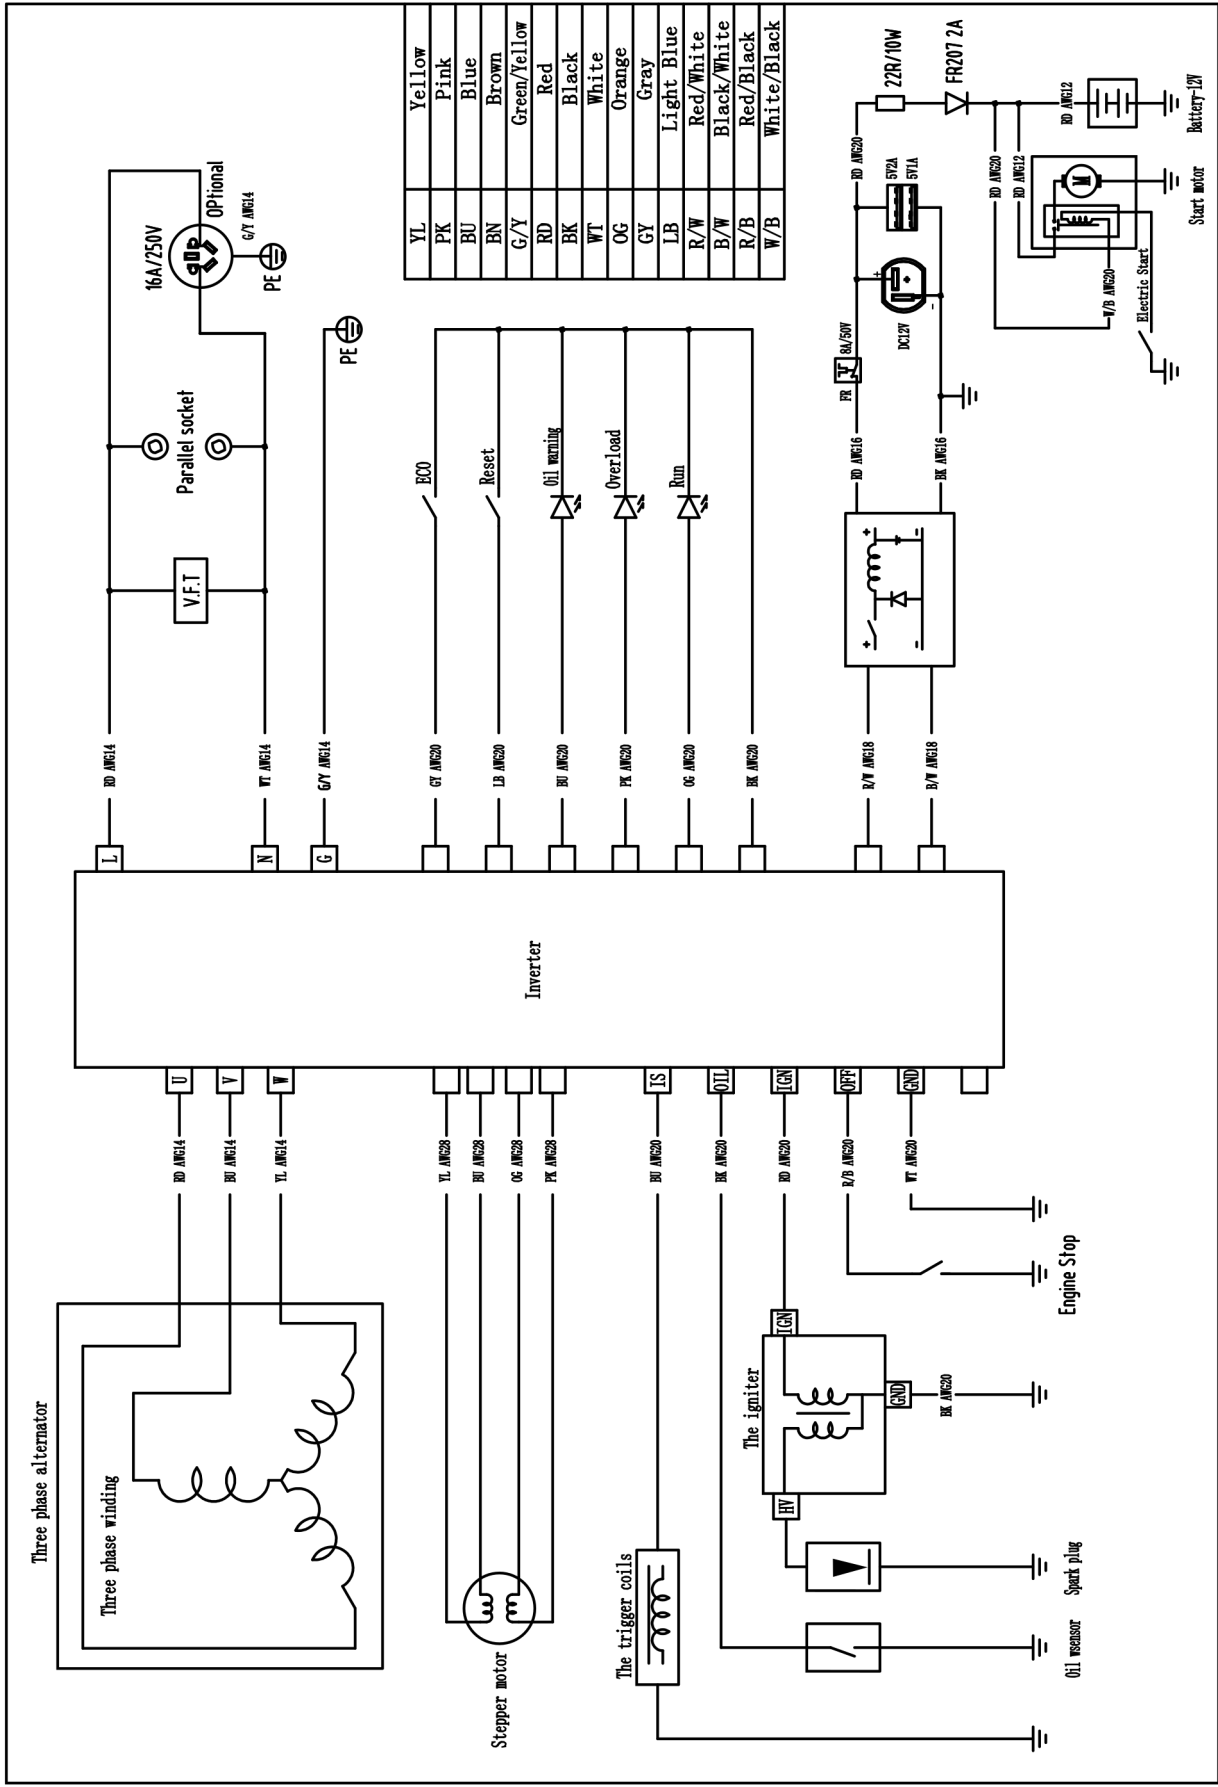 Three phase alternator
Three phase winding
RD AWG14
BU AWG14
YL AWG14
U
V
W
Stepper motor
YL AWG28
BU AWG28
OG AWG28
PK AWG28
The trigger coils
BU AWG20
IS
BK AWG20
OIL
RD AWG20
IGN
R/B AWG20
OFF
WT AWG20
GND
The igniter
IGN
HV
GND
BK AWG20
Oil wsensor
Spark plug
Engine Stop
Inverter
L
N
G
RD AWG14
WT AWG14
G/Y AWG14
V.F.T
Parallel socket
16A/250V
OPtional
G/Y AWG14
PE
PE
GY AWG20
LB AWG20
BU AWG20
PK AWG20
OG AWG20
BK AWG20
ECO
Reset
Oil warning
Overload
Run
YL Yellow
PK Pink
BU Blue
BN Brown
G/Y Green/Yellow
RD Red
BK Black
WT White
OG Orange
GY Gray
LB Light Blue
R/W Red/White
B/W Black/White
R/B Red/Black
W/B White/Black
R/W AWG18
B/W AWG18
+ +
- -
RD AWG16
BK AWG16
FR
8A/50V
DC12V
+
-
5V2A
5V1A
RD AWG20
22R/10W
FR207 2A
RD AWG20
RD AWG12
RD AWG12
W/B AWG20
M
Electric Start
Start motor
Battery-12V